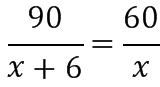 90/(x + 6) = 60/x